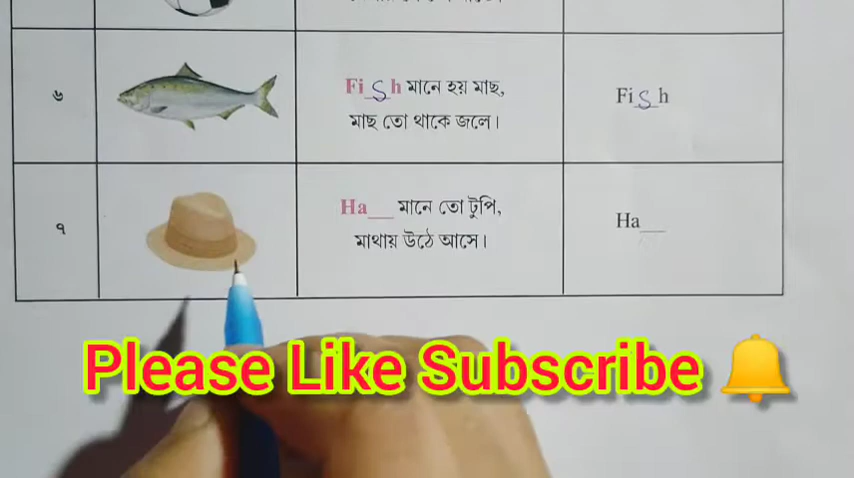 ৬
Fish মানে হয় মাছ,
মাছ তো থাকে জলে।
Fish
৭
Ha__ মানে তো টুপি,
মাথায় উঠে আসে।
Ha__
Please Like Subscribe